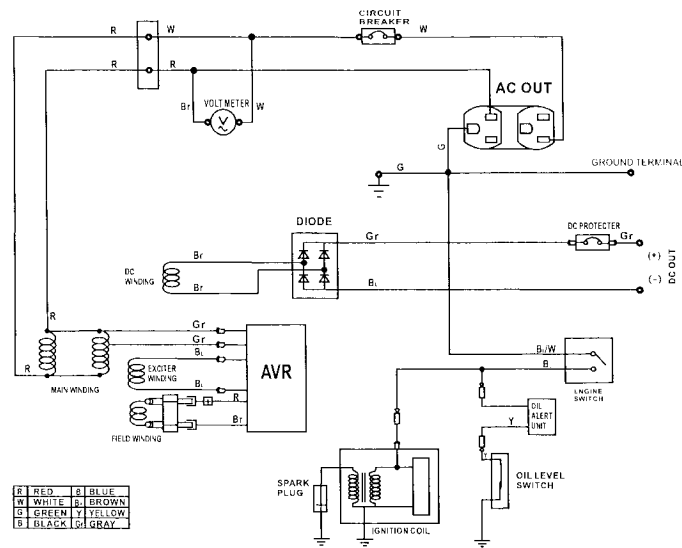 CIRCUIT
BREAKER
R W W
R R
AC OUT
Br VOLT METER W
V
G
G GROUND TERMINAL
DIODE
Gr DC PROTECTER Gr
(+)
DC OUT
(-)
Br
DC
WINDING
Br BL
R
Gr
Gr
BL
EXCITER
WINDING
BL
AVR
R MAIN WINDING
R
Br
FIELD WINDING
BL/W
B
ENGINE
SWITCH
OIL
ALERT
UNIT
Y
Y
OIL LEVEL
SWITCH
SPARK
PLUG
IGNITION COIL
R RED B BLUE
W WHITE Br BROWN
G GREEN Y YELLOW
B BLACK Gr GRAY